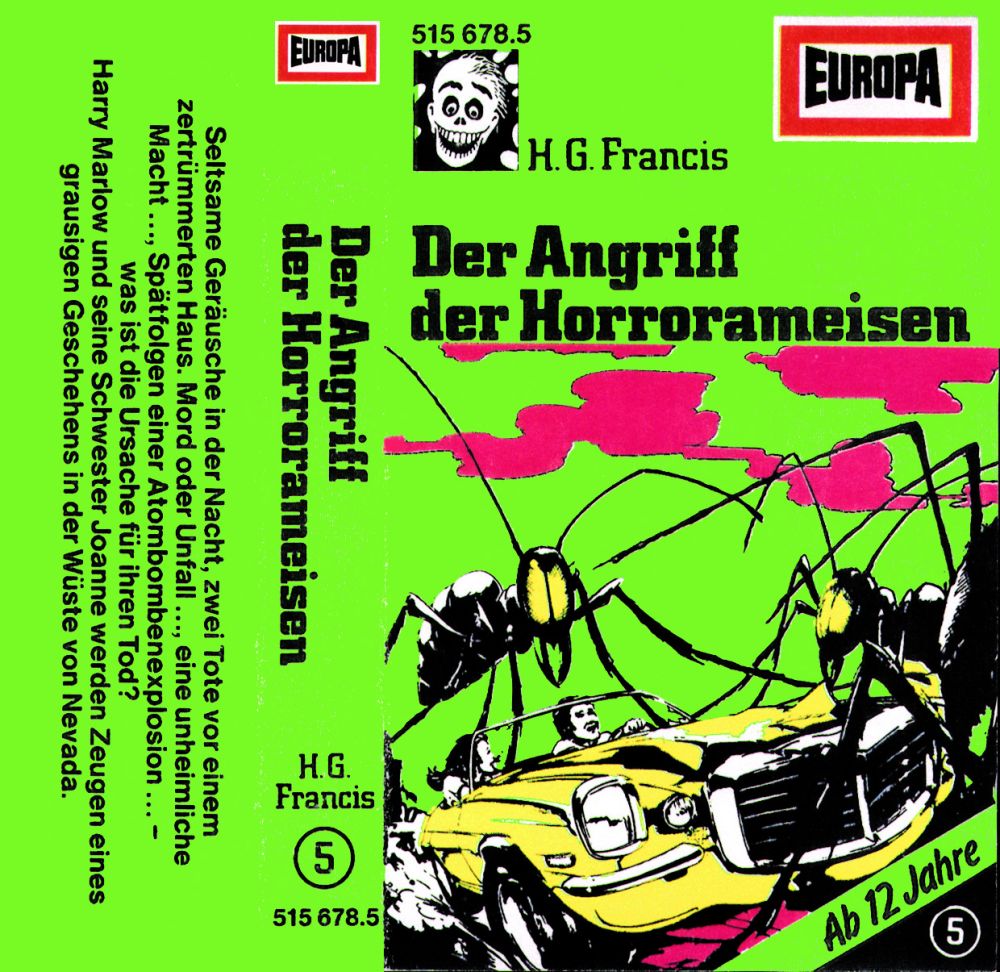 Seltsame Geräusche in der Nacht, zwei Tote vor einem
zertrümmerten Haus. Mord oder Unfall ..., eine unheimliche
Macht ..., Spätfolgen einer Atombombenexplosion ... –
was ist die Ursache für ihren Tod?
Harry Marlow und seine Schwester Joanne werden Zeugen eines
grausigen Geschehens in der Wüste von Nevada.
EUROPA
Der Angriff
der Horrorameisen
H.G.
Francis
5
515 678.5
515 678.5
EUROPA
H. G. Francis
Der Angriff
der Horrorameisen
Ab 12 Jahre
5